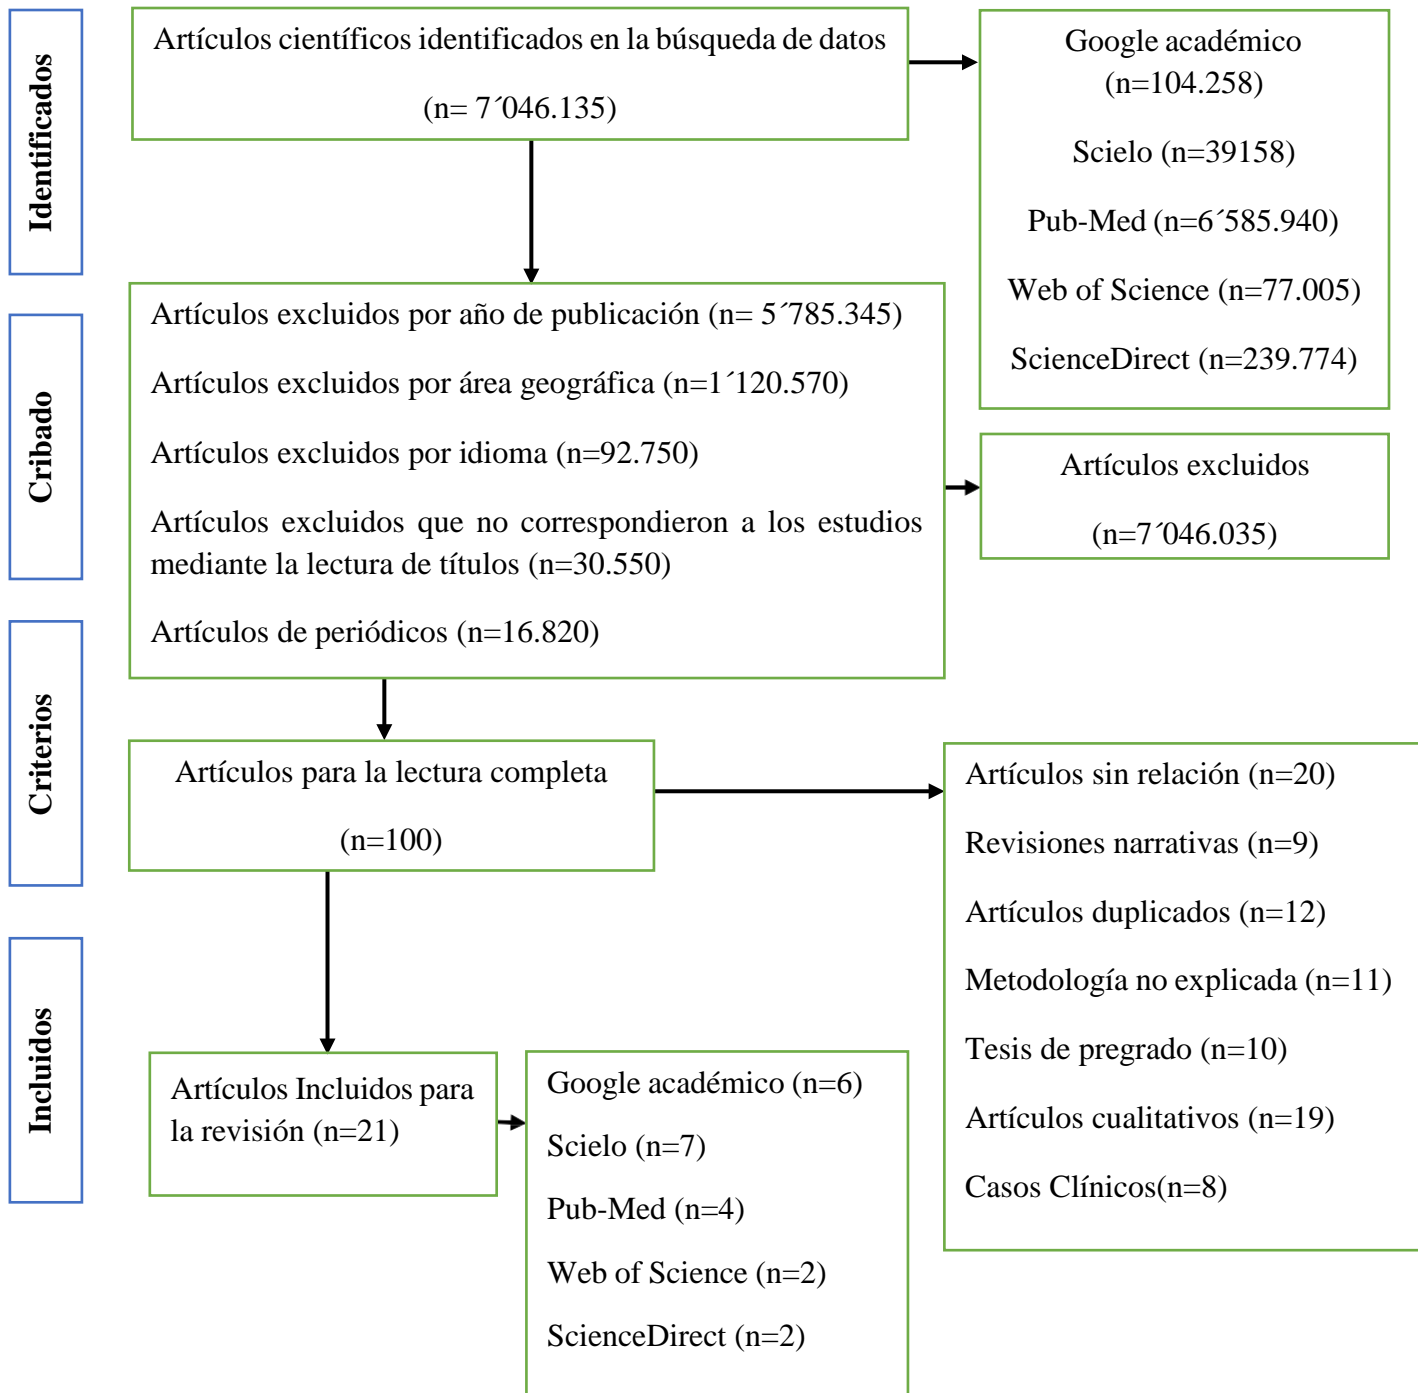 Identificados
Artículos científicos identificados en la búsqueda de datos
(n= 7´046.135)
Google académico
(n=104.258)
Scielo (n=39158)
Pub-Med (n=6´585.940)
Web of Science (n=77.005)
ScienceDirect (n=239.774)
Cribado
Artículos excluidos por año de publicación (n= 5´785.345)
Artículos excluidos por área geográfica (n=1´120.570)
Artículos excluidos por idioma (n=92.750)
Artículos excluidos que no correspondieron a los estudios
mediante la lectura de títulos (n=30.550)
Artículos de periódicos (n=16.820)
Artículos excluidos
(n=7´046.035)
Criterios
Artículos para la lectura completa
(n=100)
Artículos sin relación (n=20)
Revisiones narrativas (n=9)
Artículos duplicados (n=12)
Metodología no explicada (n=11)
Tesis de pregrado (n=10)
Artículos cualitativos (n=19)
Casos Clínicos(n=8)
Incluidos
Artículos Incluidos para
la revisión (n=21)
Google académico (n=6)
Scielo (n=7)
Pub-Med (n=4)
Web of Science (n=2)
ScienceDirect (n=2)